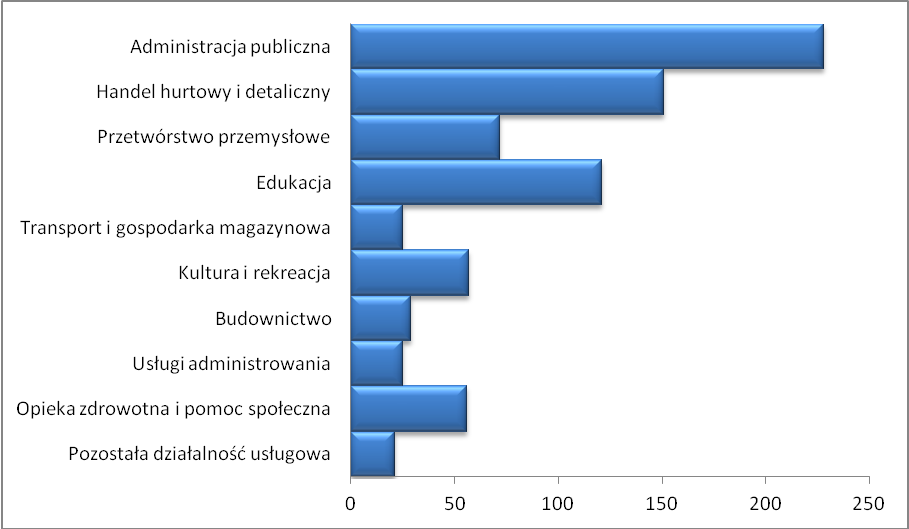 Administracja publiczna
Handel hurtowy i detaliczny
Przetwórstwo przemysłowe
Edukacja
Transport i gospodarka magazynowa
Kultura i rekreacja
Budownictwo
Usługi administrowania
Opieka zdrowotna i pomoc społeczna
Pozostała działalność usługowa
0 50 100 150 200 250